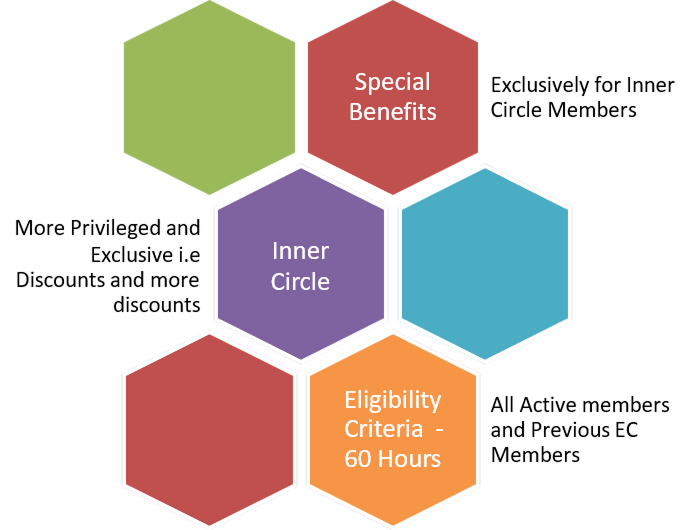 Special
Benefits
Exclusively for Inner
Circle Members
More Privileged and
Exclusive i.e
Discounts and more
discounts
Inner
Circle
Eligibility
Criteria  -
60 Hours
All Active members
and Previous EC
Members